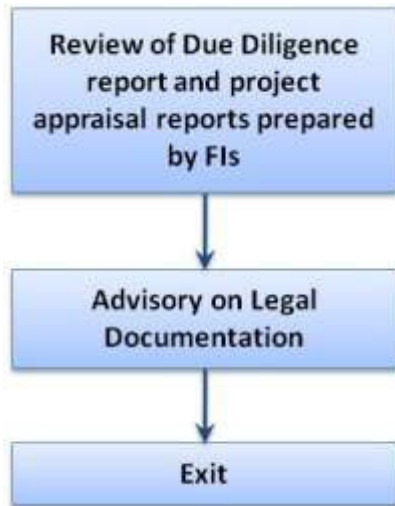 Review of Due Diligence
report and project
appraisal reports prepared
by FIs
Advisory on Legal
Documentation
Exit